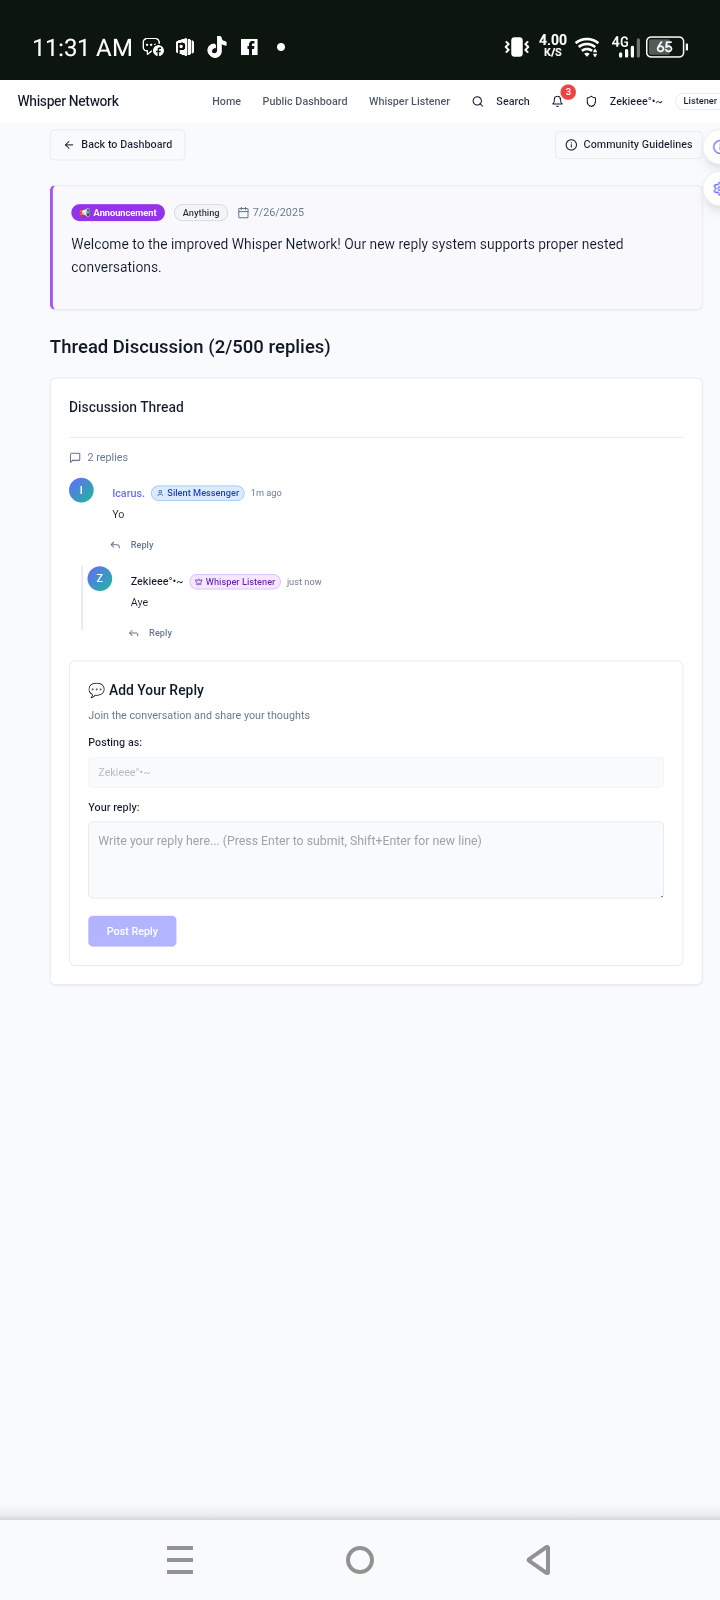 11:31 AM 4.00 K/S 4G 65
Whisper Network Home Public Dashboard Whisper Listener Search 3 Zekieee°•~ Listener
Back to Dashboard Community Guidelines
📢 Announcement Anything 7/26/2025
Welcome to the improved Whisper Network! Our new reply system supports proper nested
conversations.
Thread Discussion (2/500 replies)
Discussion Thread
2 replies
I Icarus. Silent Messenger 1m ago
Yo
Reply
Z Zekieee°•~ Whisper Listener just now
Aye
Reply
💬 Add Your Reply
Join the conversation and share your thoughts
Posting as:
Zekieee°•~
Your reply:
Write your reply here... (Press Enter to submit, Shift+Enter for new line)
Post Reply